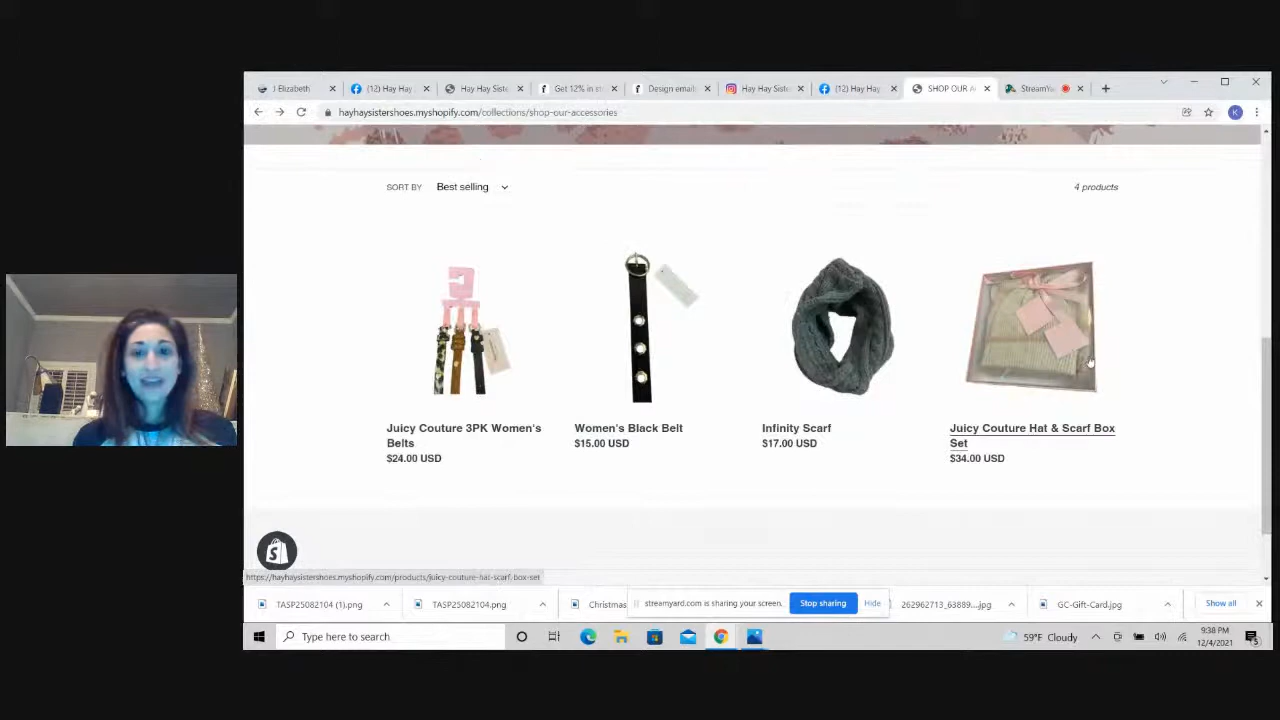 J Elizabeth
(12) Hay Hay
Hay Hay Siste
Get 12% in st
Design email
Hay Hay Siste
(12) Hay Hay
SHOP OUR A
StreamYa
hayhaysistershoes.myshopify.com/collections/shop-our-accessories
K
SORT BY Best selling
4 products
Juicy Couture 3PK Women's
Belts
$24.00 USD
Women's Black Belt
$15.00 USD
Infinity Scarf
$17.00 USD
Juicy Couture Hat & Scarf Box
Set
$34.00 USD
https://hayhaysistershoes.myshopify.com/products/juicy-couture-hat-scarf-box-set
TASP25082104 (1).png
TASP25082104.png
Christmas
streamyard.com is sharing your screen.
Stop sharing
Hide
262962713_63889....jpg
GC-Gift-Card.jpg
Show all
Type here to search
59°F Cloudy
9:38 PM
12/4/2021
5